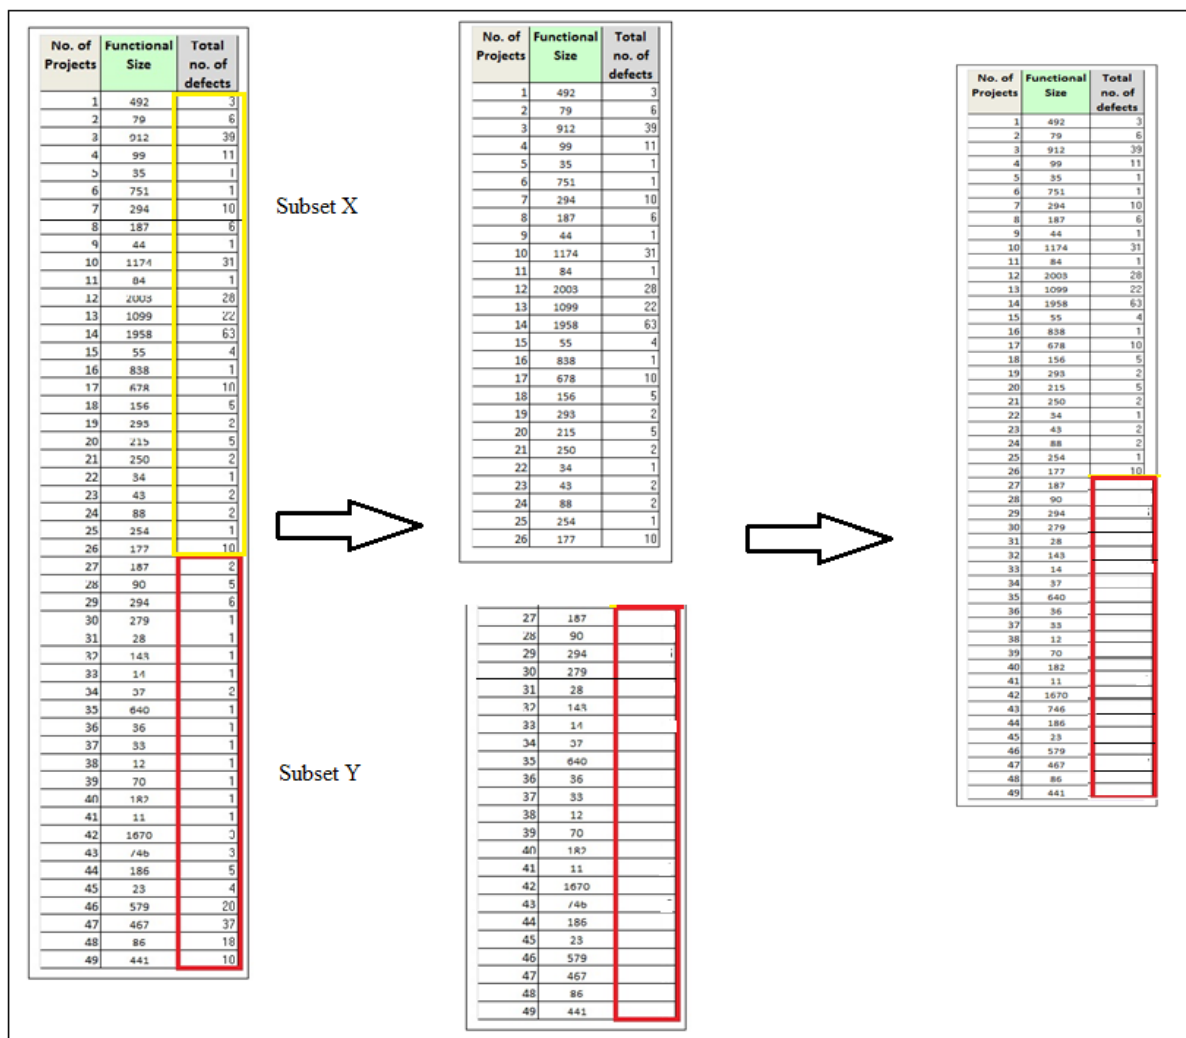 No. of Projects Functional Size Total no. of defects
1 492 3
2 79 6
3 912 39
4 99 11
5 35 1
6 751 1
7 294 10
8 187 6
9 44 1
10 1174 31
11 84 1
12 2003 28
13 1099 22
14 1958 63
15 55 4
16 838 1
17 678 10
18 156 5
19 293 2
20 215 5
21 250 2
22 34 1
23 43 2
24 88 2
25 254 1
26 177 10
27 187 2
28 90 5
29 294 6
30 279 1
31 28 1
32 143 1
33 14 1
34 37 2
35 640 1
36 36 1
37 33 1
38 12 1
39 70 1
40 182 1
41 11 1
42 1670 3
43 746 3
44 186 5
45 23 4
46 579 20
47 467 37
48 86 18
49 441 10
Subset X
Subset Y
No. of Projects Functional Size Total no. of defects
1 492 3
2 79 6
3 912 39
4 99 11
5 35 1
6 751 1
7 294 10
8 187 6
9 44 1
10 1174 31
11 84 1
12 2003 28
13 1099 22
14 1958 63
15 55 4
16 838 1
17 678 10
18 156 5
19 293 2
20 215 5
21 250 2
22 34 1
23 43 2
24 88 2
25 254 1
26 177 10
27 187
28 90
29 294
30 279
31 28
32 143
33 14
34 37
35 640
36 36
37 33
38 12
39 70
40 182
41 11
42 1670
43 746
44 186
45 23
46 579
47 467
48 86
49 441
No. of Projects Functional Size Total no. of defects
1 492 3
2 79 6
3 912 39
4 99 11
5 35 1
6 751 1
7 294 10
8 187 6
9 44 1
10 1174 31
11 84 1
12 2003 28
13 1099 22
14 1958 63
15 55 4
16 838 1
17 678 10
18 156 5
19 293 2
20 215 5
21 250 2
22 34 1
23 43 2
24 88 2
25 254 1
26 177 10
27 187
28 90
29 294
30 279
31 28
32 143
33 14
34 37
35 640
36 36
37 33
38 12
39 70
40 182
41 11
42 1670
43 746
44 186
45 23
46 579
47 467
48 86
49 441